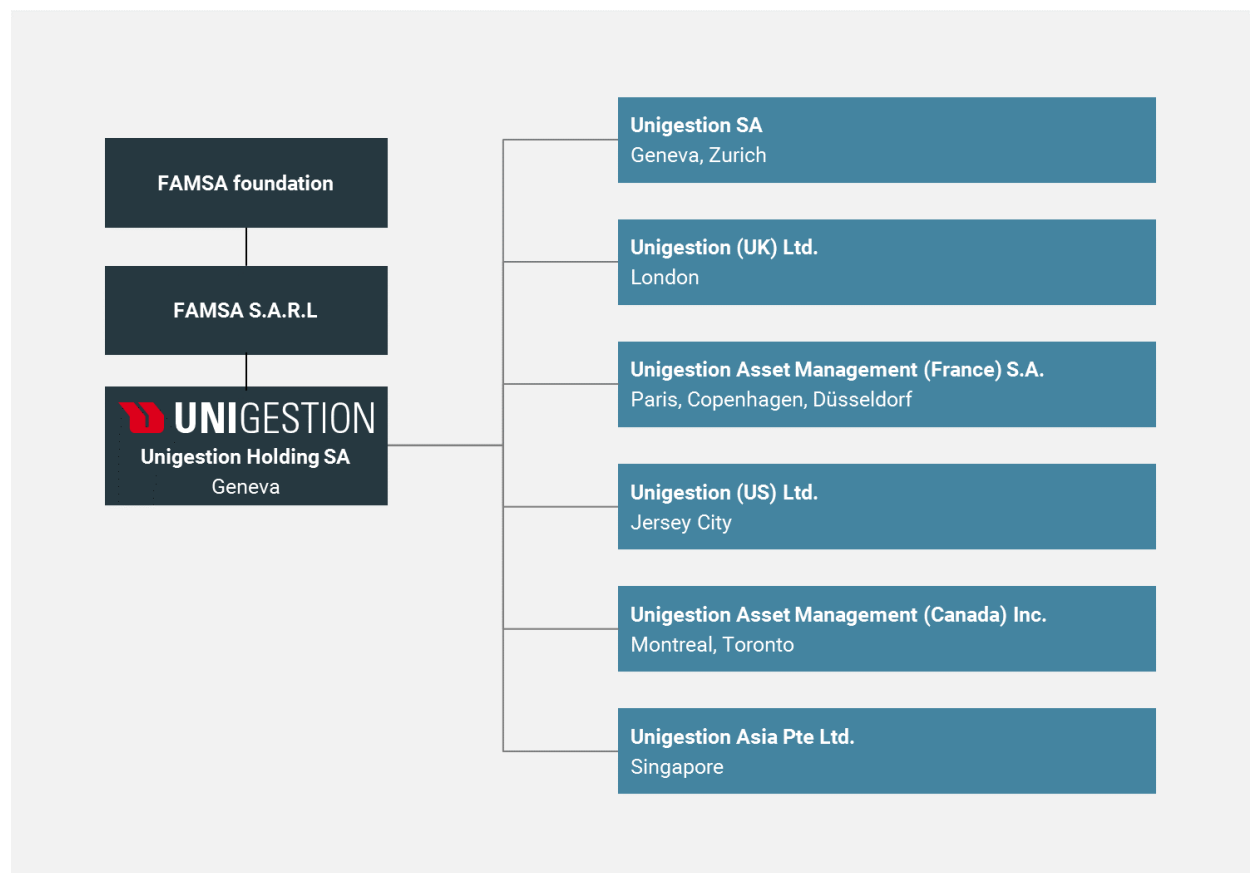 FAMSA foundation
FAMSA S.A.R.L
UNIGESTION
Unigestion Holding SA
Geneva
Unigestion SA
Geneva, Zurich
Unigestion (UK) Ltd.
London
Unigestion Asset Management (France) S.A.
Paris, Copenhagen, Düsseldorf
Unigestion (US) Ltd.
Jersey City
Unigestion Asset Management (Canada) Inc.
Montreal, Toronto
Unigestion Asia Pte Ltd.
Singapore